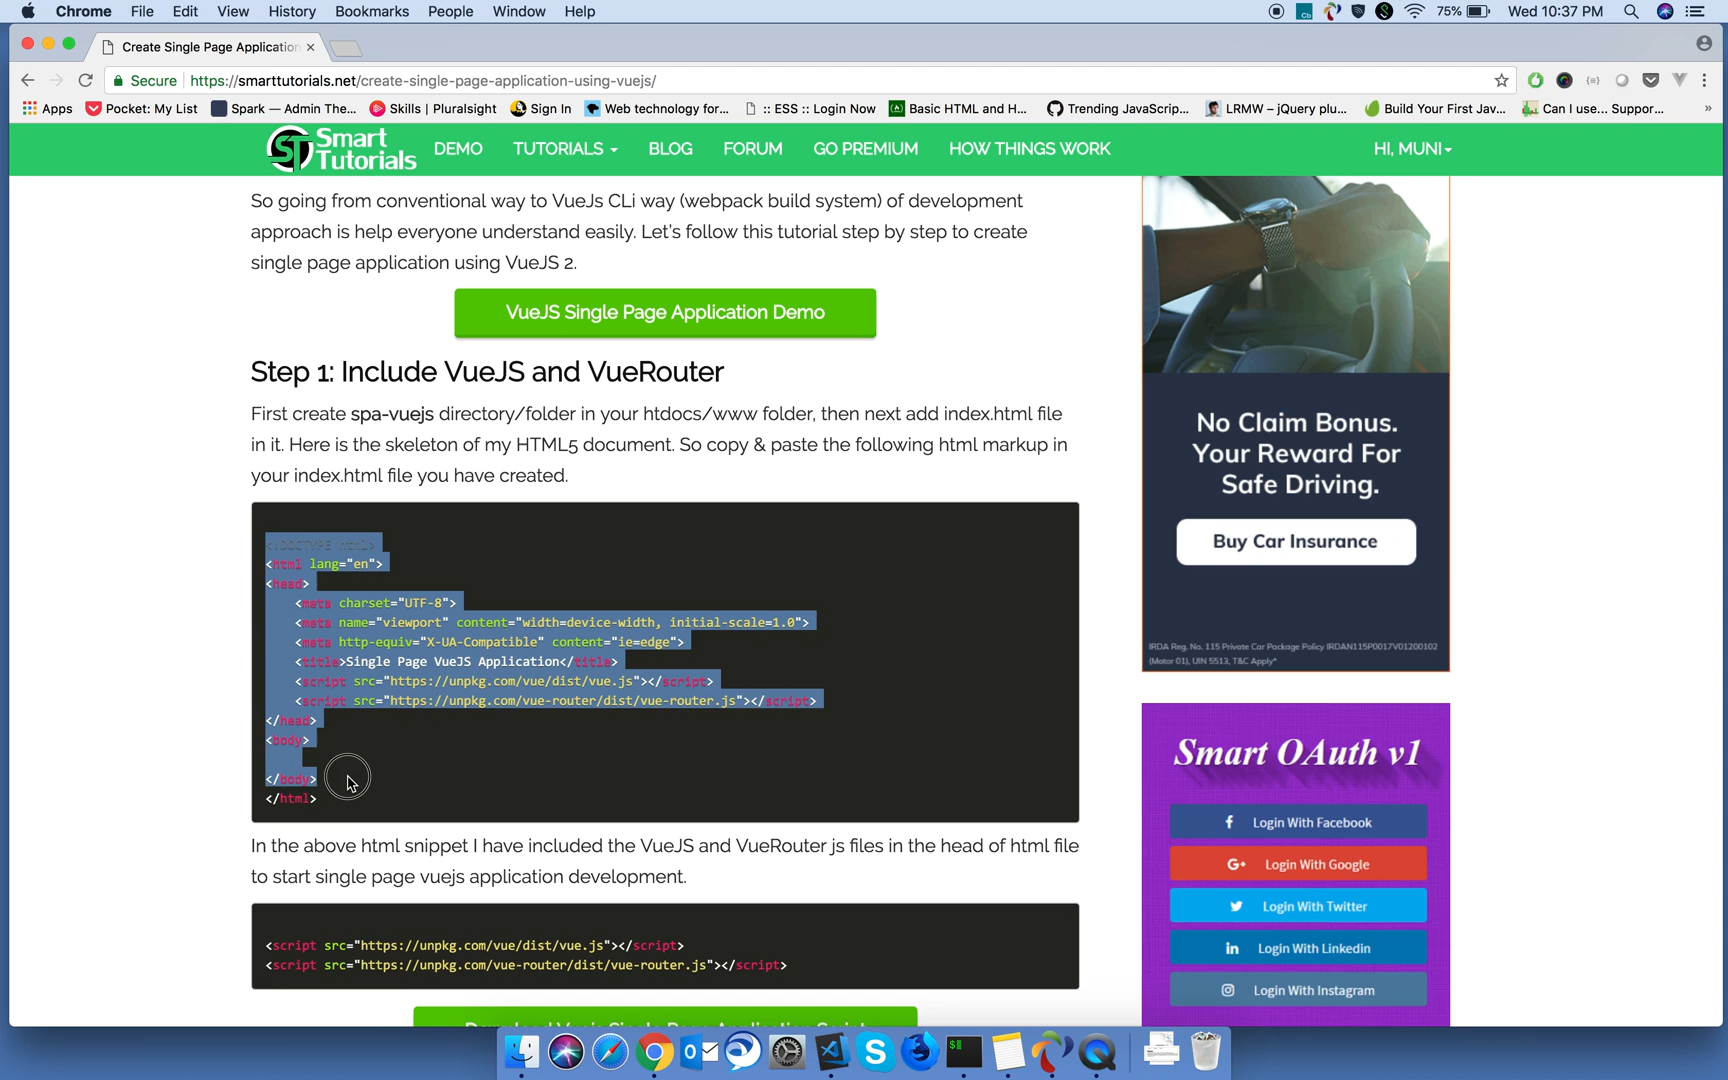 Chrome File Edit View History Bookmarks People Window Help
75% Wed 10:37 PM
Create Single Page Application
Secure https://smarttutorials.net/create-single-page-application-using-vuejs/
Apps Pocket: My List Spark — Admin The... Skills | Pluralsight Sign In Web technology for... :: ESS :: Login Now Basic HTML and H... Trending JavaScrip... LRMW – jQuery plu... Build Your First Jav... Can I use... Suppor... »
ST Smart Tutorials
DEMO TUTORIALS BLOG FORUM GO PREMIUM HOW THINGS WORK HI, MUNI
So going from conventional way to VueJs CLi way (webpack build system) of development
approach is help everyone understand easily. Let's follow this tutorial step by step to create
single page application using VueJS 2.
VueJS Single Page Application Demo
Step 1: Include VueJS and VueRouter
First create spa-vuejs directory/folder in your htdocs/www folder, then next add index.html file
in it. Here is the skeleton of my HTML5 document. So copy & paste the following html markup in
your index.html file you have created.
<!DOCTYPE html>
<html lang="en">
<head>
<meta charset="UTF-8">
<meta name="viewport" content="width=device-width, initial-scale=1.0">
<meta http-equiv="X-UA-Compatible" content="ie=edge">
<title>Single Page VueJS Application</title>
<script src="https://unpkg.com/vue/dist/vue.js"></script>
<script src="https://unpkg.com/vue-router/dist/vue-router.js"></script>
</head>
<body>
</body>
</html>
In the above html snippet I have included the VueJS and VueRouter js files in the head of html file
to start single page vuejs application development.
<script src="https://unpkg.com/vue/dist/vue.js"></script>
<script src="https://unpkg.com/vue-router/dist/vue-router.js"></script>
No Claim Bonus.
Your Reward For
Safe Driving.
Buy Car Insurance
IRDA Reg. No. 115 Private Car Package Policy IRDAN115P0017V01200102
(Motor 01), UIN 5513, T&C Apply*
Smart OAuth v1
Login With Facebook
G+ Login With Google
Login With Twitter
in Login With Linkedin
Login With Instagram